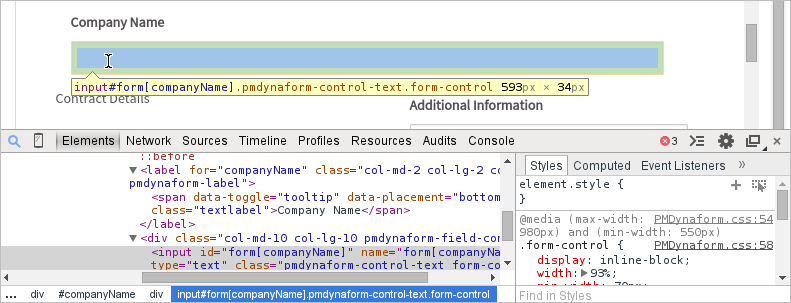 Company Name
input#form[companyName].pmdynaform-control-text.form-control 593px × 34px
Contract Details
Additional Information
Elements Network Sources Timeline Profiles Resources Audits Console 3
::before
▼<label for="companyName" class="col-md-2 col-lg-2 co
pmdynaform-label">
<span data-toggle="tooltip" data-placement="bottom
class="textlabel">Company Name</span>
</label>
▼<div class="col-md-10 col-lg-10 pmdynaform-field-con
<input id="form[companyName]" name="form[company
type="text" class="pmdynaform-control-text form-co
... div #companyName div input#form[companyName].pmdynaform-control-text.form-control
Styles Computed Event Listeners »
element.style {
}
@media (max-width: PMDynaform.css:54
980px) and (min-width: 550px)
.form-control { PMDynaform.css:58
display: inline-block;
width:▶93%;
Find in Styles